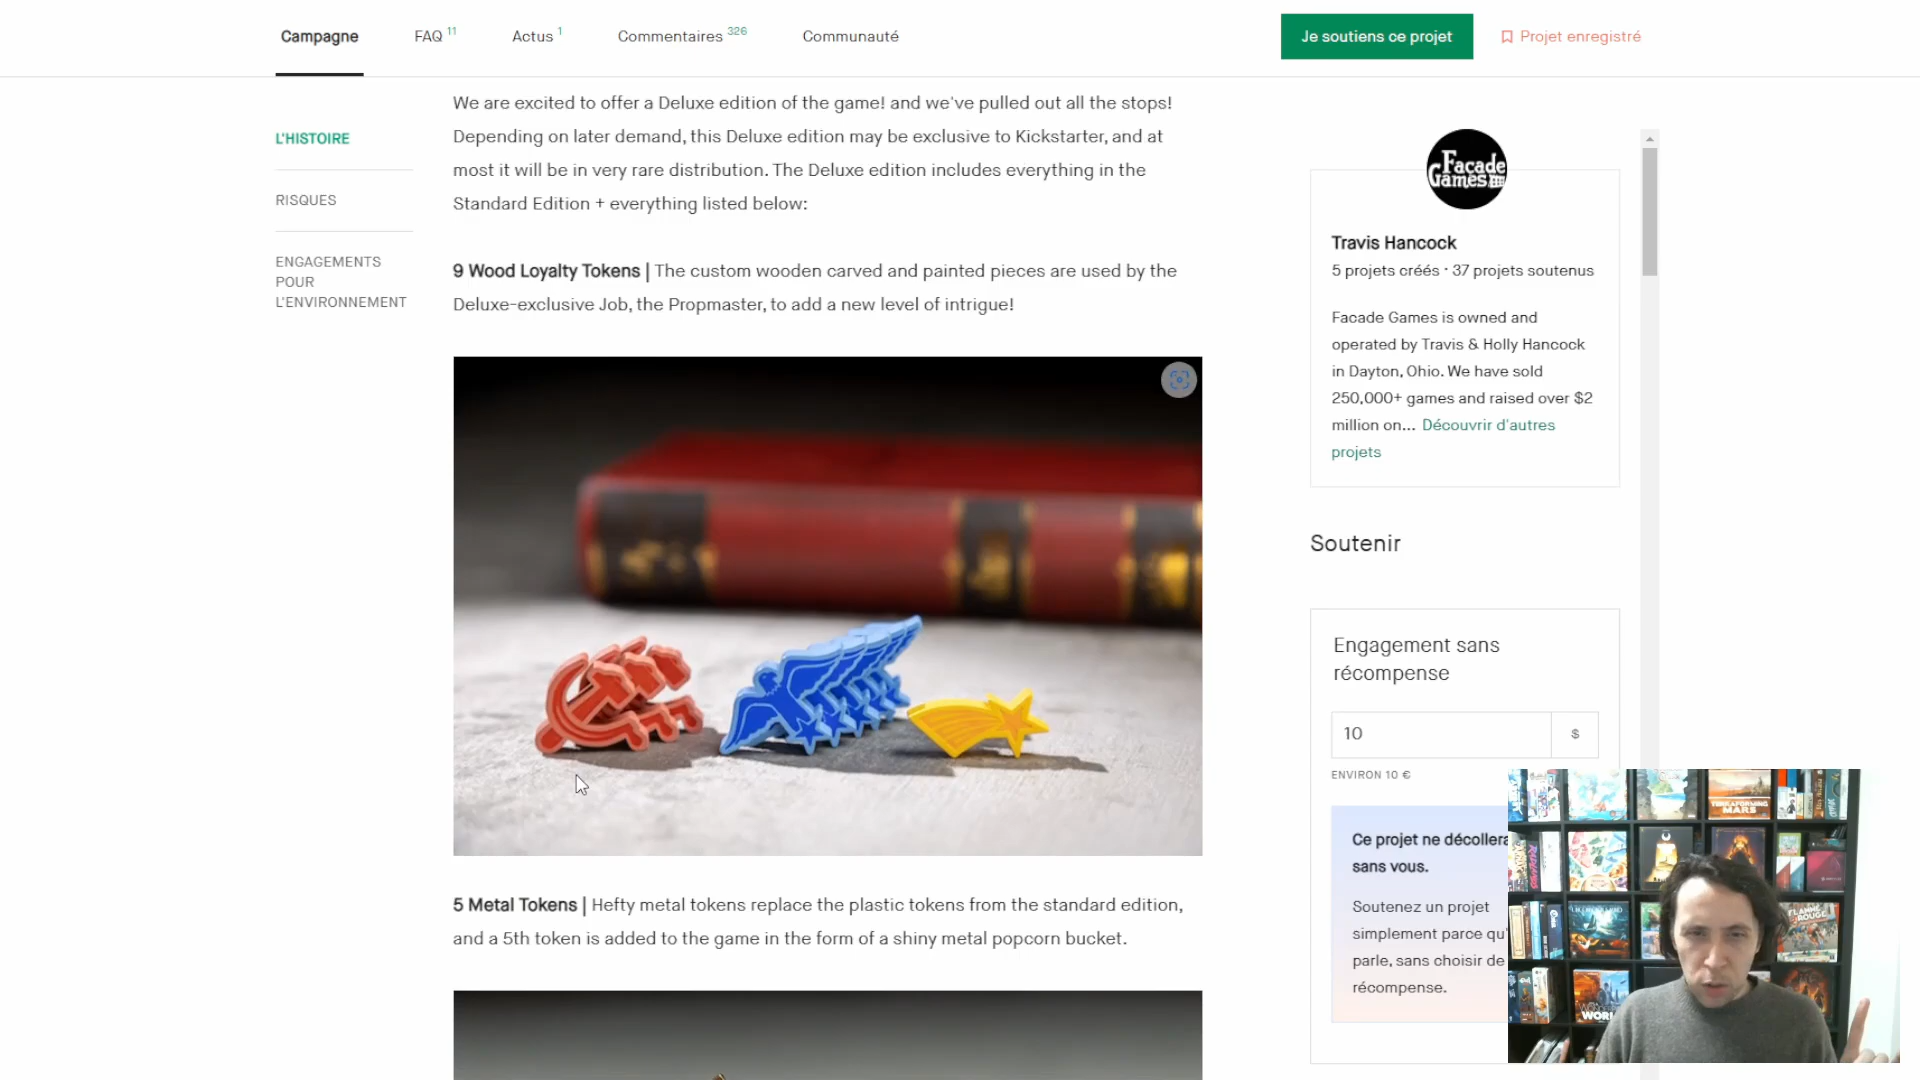 Campagne
FAQ 11
Actus 1
Commentaires 326
Communauté
Je soutiens ce projet
Projet enregistré
L'HISTOIRE
RISQUES
ENGAGEMENTS
POUR
L'ENVIRONNEMENT
We are excited to offer a Deluxe edition of the game! and we've pulled out all the stops!
Depending on later demand, this Deluxe edition may be exclusive to Kickstarter, and at
most it will be in very rare distribution. The Deluxe edition includes everything in the
Standard Edition + everything listed below:
9 Wood Loyalty Tokens | The custom wooden carved and painted pieces are used by the
Deluxe-exclusive Job, the Propmaster, to add a new level of intrigue!
5 Metal Tokens | Hefty metal tokens replace the plastic tokens from the standard edition,
and a 5th token is added to the game in the form of a shiny metal popcorn bucket.
Facade
Games
Travis Hancock
5 projets créés · 37 projets soutenus
Facade Games is owned and
operated by Travis & Holly Hancock
in Dayton, Ohio. We have sold
250,000+ games and raised over $2
million on... Découvrir d'autres
projets
Soutenir
Engagement sans
récompense
10
$
ENVIRON 10 €
Ce projet ne décollera
sans vous.
Soutenez un projet
simplement parce qu'
parle, sans choisir de
récompense.
TERRAFORMING
MARS
FLAMME
ROUGE